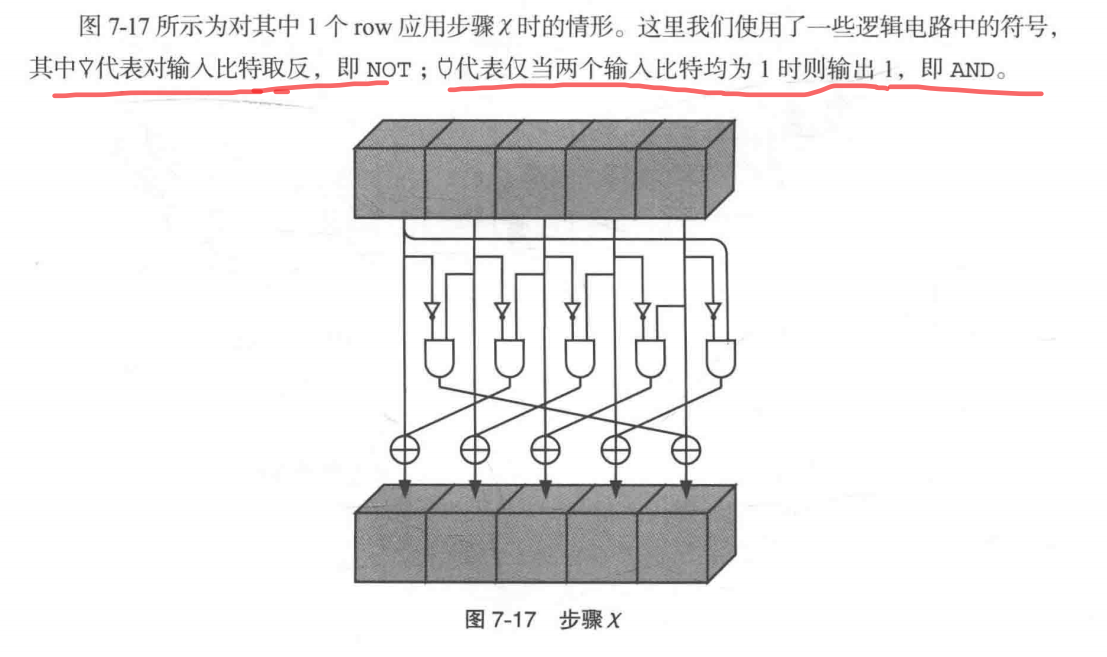 图 7-17 所示为对其中 1 个 row 应用步骤 χ 时的情形。这里我们使用了一些逻辑电路中的符号，
其中▽代表对输入比特取反，即 NOT；代表仅当两个输入比特均为 1 时则输出 1，即 AND。
图 7-17 步骤 χ